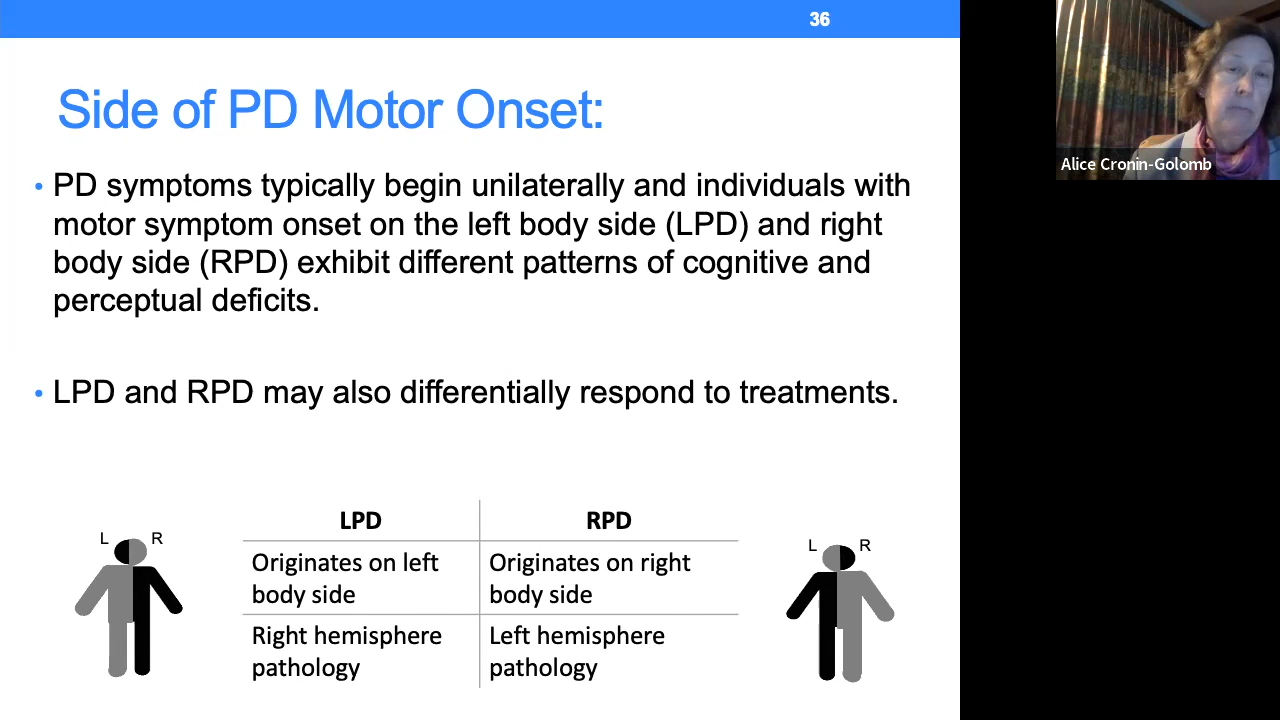 36
Side of PD Motor Onset:
• PD symptoms typically begin unilaterally and individuals with
motor symptom onset on the left body side (LPD) and right
body side (RPD) exhibit different patterns of cognitive and
perceptual deficits.
• LPD and RPD may also differentially respond to treatments.
L R
LPD RPD
Originates on left
body side
Originates on right
body side
Right hemisphere
pathology
Left hemisphere
pathology
L R
Alice Cronin-Golomb